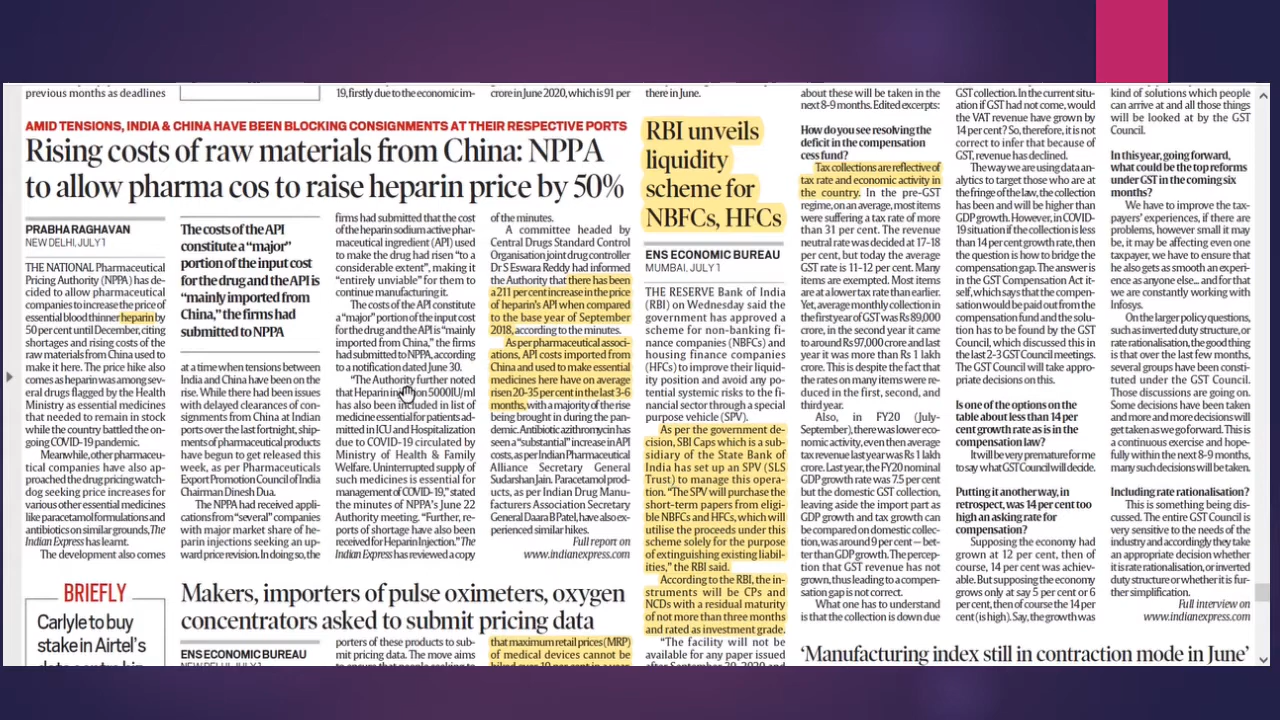 previous months as deadlines
19, firstly due to the economic im-
crore in June 2020, which is 91 per
AMID TENSIONS, INDIA & CHINA HAVE BEEN BLOCKING CONSIGNMENTS AT THEIR RESPECTIVE PORTS
Rising costs of raw materials from China: NPPA
to allow pharma cos to raise heparin price by 50%
PRABHA RAGHAVAN
NEW DELHI, JULY 1
THE NATIONAL Pharmaceutical
Pricing Authority (NPPA) has de-
cided to allow pharmaceutical
companies to increase the price of
essential blood thinner heparin by
50 per cent until December, citing
shortages and rising costs of the
raw materials from China used to
make it here. The price hike also
comes as heparin was among sev-
eral drugs flagged by the Health
Ministry as essential medicines
that needed to remain in stock
while the country battled the on-
going COVID-19 pandemic.
Meanwhile, other pharmaceu-
tical companies have also ap-
proached the drug pricing watch-
dog seeking price increases for
various other essential medicines
like paracetamol formulations and
antibiotics on similar grounds, The
Indian Express has learnt.
The development also comes
The costs of the API
constitute a “major”
portion of the input cost
for the drug and the API is
“mainly imported from
China,” the firms had
submitted to NPPA
at a time when tensions between
India and China have been on the
rise. While there had been issues
with delayed clearances of con-
signments from China at Indian
ports over the last fortnight, ship-
ments of pharmaceutical products
have begun to get released this
week, as per Pharmaceuticals
Export Promotion Council of India
Chairman Dinesh Dua.
The NPPA had received appli-
cations from “several” companies
with major market share of he-
parin injections seeking an up-
ward price revision. In doing so, the
firms had submitted that the cost
of the heparin sodium active phar-
maceutical ingredient (API) used
to make the drug had risen “to a
considerable extent”, making it
“entirely unviable” for them to
continue manufacturing it.
The costs of the API constitute
a “major” portion of the input cost
for the drug and the API is “mainly
imported from China,” the firms
had submitted to NPPA, according
to a notification dated June 30.
“The Authority further noted
that Heparin in on 5000IU/ml
has also been included in list of
medicine essential for patients ad-
mitted in ICU and Hospitalization
due to COVID-19 circulated by
Ministry of Health & Family
Welfare. Uninterrupted supply of
such medicines is essential for
management of COVID-19,” stated
the minutes of NPPA's June 22
Authority meeting. “Further, re-
ports of shortage also have been
received for Heparin Injection.” The
Indian Express has reviewed a copy
of the minutes.
A committee headed by
Central Drugs Standard Control
Organisation joint drug controller
Dr S Eswara Reddy had informed
the Authority that there has been
a 211 per cent increase in the price
of heparin's API when compared
to the base year of September
2018, according to the minutes.
As per pharmaceutical associ-
ations, API costs imported from
China and used to make essential
medicines here have on average
risen 20-35 per cent in the last 3-6
months, with a majority of the rise
being brought in during the pan-
demic. Antibiotic azithromycin has
seen a “substantial” increase in API
costs, as per Indian Pharmaceutical
Alliance Secretary General
Sudarshan Jain. Paracetamol prod-
ucts, as per Indian Drug Manu-
facturers Association Secretary
General Daara B Patel, have also ex-
perienced similar hikes.
Full report on
www.indianexpress.com
BRIEFLY
Carlyle to buy
stake in Airtel's
Makers, importers of pulse oximeters, oxygen
concentrators asked to submit pricing data
ENS ECONOMIC BUREAU
NEW DELHI, JULY 1
porters of these products to sub-
mit pricing data. The move aims
that maximum retail prices (MRP)
of medical devices cannot be
there in June.
RBI unveils
liquidity
scheme for
NBFCs, HFCs
ENS ECONOMIC BUREAU
MUMBAI, JULY 1
THE RESERVE Bank of India
(RBI) on Wednesday said the
government has approved a
scheme for non-banking fi-
nance companies (NBFCs) and
housing finance companies
(HFCs) to improve their liquid-
ity position and avoid any po-
tential systemic risks to the fi-
nancial sector through a special
purpose vehicle (SPV).
As per the government de-
cision, SBI Caps which is a sub-
sidiary of the State Bank of
India has set up an SPV (SLS
Trust) to manage this opera-
tion. “The SPV will purchase the
short-term papers from eligi-
ble NBFCs and HFCs, which will
utilise the proceeds under this
scheme solely for the purpose
of extinguishing existing liabil-
ities,” the RBI said.
According to the RBI, the in-
struments will be CPs and
NCDs with a residual maturity
of not more than three months
and rated as investment grade.
“The facility will not be
available for any paper issued
about these will be taken in the
next 8-9 months. Edited excerpts:
How do you see resolving the
deficit in the compensation
cess fund?
Tax collections are reflective of
tax rate and economic activity in
the country. In the pre-GST
regime, on an average, most items
were suffering a tax rate of more
than 31 per cent. The revenue
neutral rate was decided at 17-18
per cent, but today the average
GST rate is 11-12 per cent. Many
items are exempted. Most items
are at a lower tax rate than earlier.
Yet, average monthly collection in
the first year of GST was Rs 89,000
crore, in the second year it came
to around Rs 97,000 crore and last
year it was more than Rs 1 lakh
crore. This is despite the fact that
the rates on many items were re-
duced in the first, second, and
third year.
Also, in FY20 (July-
September), there was lower eco-
nomic activity, even then average
tax revenue last year was Rs 1 lakh
crore. Last year, the FY20 nominal
GDP growth rate was 7.5 per cent
but the domestic GST collection,
leaving aside the import part as
GDP growth and tax growth can
be compared on domestic collec-
tion, was around 9 per cent — bet-
ter than GDP growth. The percep-
tion that GST revenue has not
grown, thus leading to a compen-
sation gap is not correct.
What one has to understand
is that the collection is down due
GST collection. In the current situ-
ation if GST had not come, would
the VAT revenue have grown by
14 per cent? So, therefore, it is not
correct to infer that because of
GST, revenue has declined.
The way we are using data an-
alytics to target those who are at
the fringe of the law, the collection
has been and will be higher than
GDP growth. However, in COVID-
19 situation if the collection is less
than 14 per cent growth rate, then
the question is how to bridge the
compensation gap. The answer is
in the GST Compensation Act it-
self, which says that the compen-
sation would be paid out from the
compensation fund and the solu-
tion has to be found by the GST
Council, which discussed this in
the last 2-3 GST Council meetings.
The GST Council will take appro-
priate decisions on this.
Is one of the options on the
table about less than 14 per
cent growth rate as is in the
compensation law?
It will be very premature for me
to say what GST Council will decide.
Putting it another way, in
retrospect, was 14 per cent too
high an asking rate for
compensation?
Supposing the economy had
grown at 12 per cent, then of
course, 14 per cent was achiev-
able. But supposing the economy
grows only at say 5 per cent or 6
per cent, then of course the 14 per
cent (is high). Say, the growth was
kind of solutions which people
can arrive at and all those things
will be looked at by the GST
Council.
In this year, going forward,
what could be the top reforms
under GST in the coming six
months?
We have to improve the tax-
payers' experiences, if there are
problems, however small it may
be, it may be affecting even one
taxpayer, we have to ensure that
he also gets as smooth an experi-
ence as anyone else... and for that
we are constantly working with
Infosys.
On the larger policy questions,
such as inverted duty structure, or
rate rationalisation, the good thing
is that over the last few months,
several groups have been consti-
tuted under the GST Council.
Those discussions are going on.
Some decisions have been taken
and more and more decisions will
get taken as we go forward. This is
a continuous exercise and hope-
fully within the next 8-9 months,
many such decisions will be taken.
Including rate rationalisation?
This is something being dis-
cussed. The entire GST Council is
very sensitive to the needs of the
industry and accordingly they take
an appropriate decision whether
it is rate rationalisation, or inverted
duty structure or whether it is fur-
ther simplification.
Full interview on
www.indianexpress.com
‘Manufacturing index still in contraction mode in June’